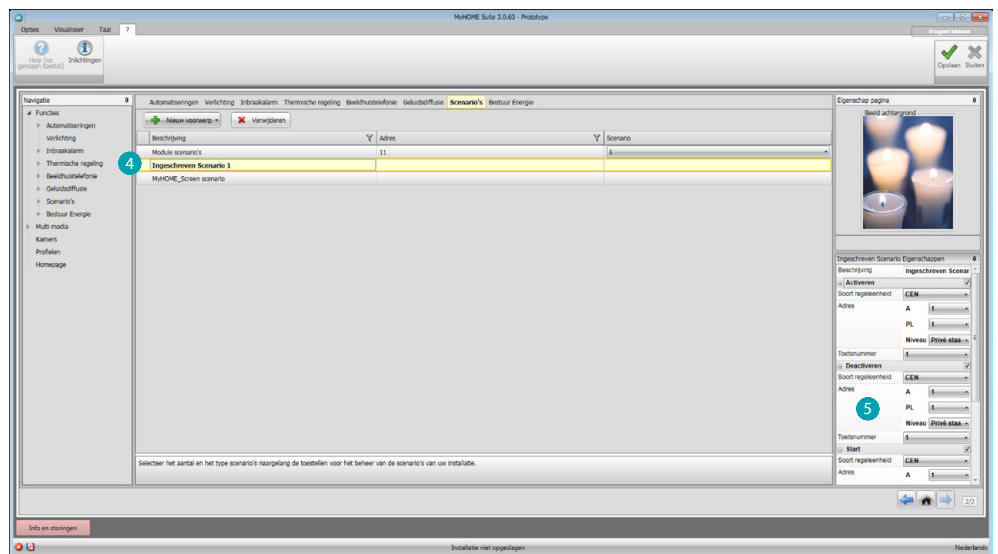 MyHOME Suite 3.0.63 - Prototype
Opties Visualiseer Taal ?
Help (op gekozen toestel)
Inlichtingen
Opslaan Sluiten
Navigatie
Functies
Automatiseringen
Verlichting
Inbraakalarm
Thermische regeling
Beeldhuistelefonie
Geluidsdiffusie
Scenario's
Bestuur Energie
Multi media
Kamers
Profielen
Homepage
Automatiseringen Verlichting Inbraakalarm Thermische regeling Beeldhuistelefonie Geluidsdiffusie Scenario's Bestuur Energie
Nieuw voorwerp Verwijderen
Beschrijving Adres Scenario
Module scenario's 11 1
4
Ingeschreven Scenario 1
MyHOME_Screen scenario
Selecteer het aantal en het type scenario's naargelang de toestellen voor het beheer van de scenario's van uw installatie.
Eigenschap pagina
Beeld achtergrond
Ingeschreven Scenario Eigenschappen
Beschrijving Ingeschreven Scenar
Activeren
Soort regeleenheid CEN
Adres A 1
PL 1
Niveau Privé staa
Toetsnummer 1
Deactiveren
Soort regeleenheid CEN
Adres A 1
5
PL 1
Niveau Privé staa
Toetsnummer 1
Start
Soort regeleenheid CEN
Adres A 1
2/2
Info en storingen
Installatie niet opgeslagen
Nederlands